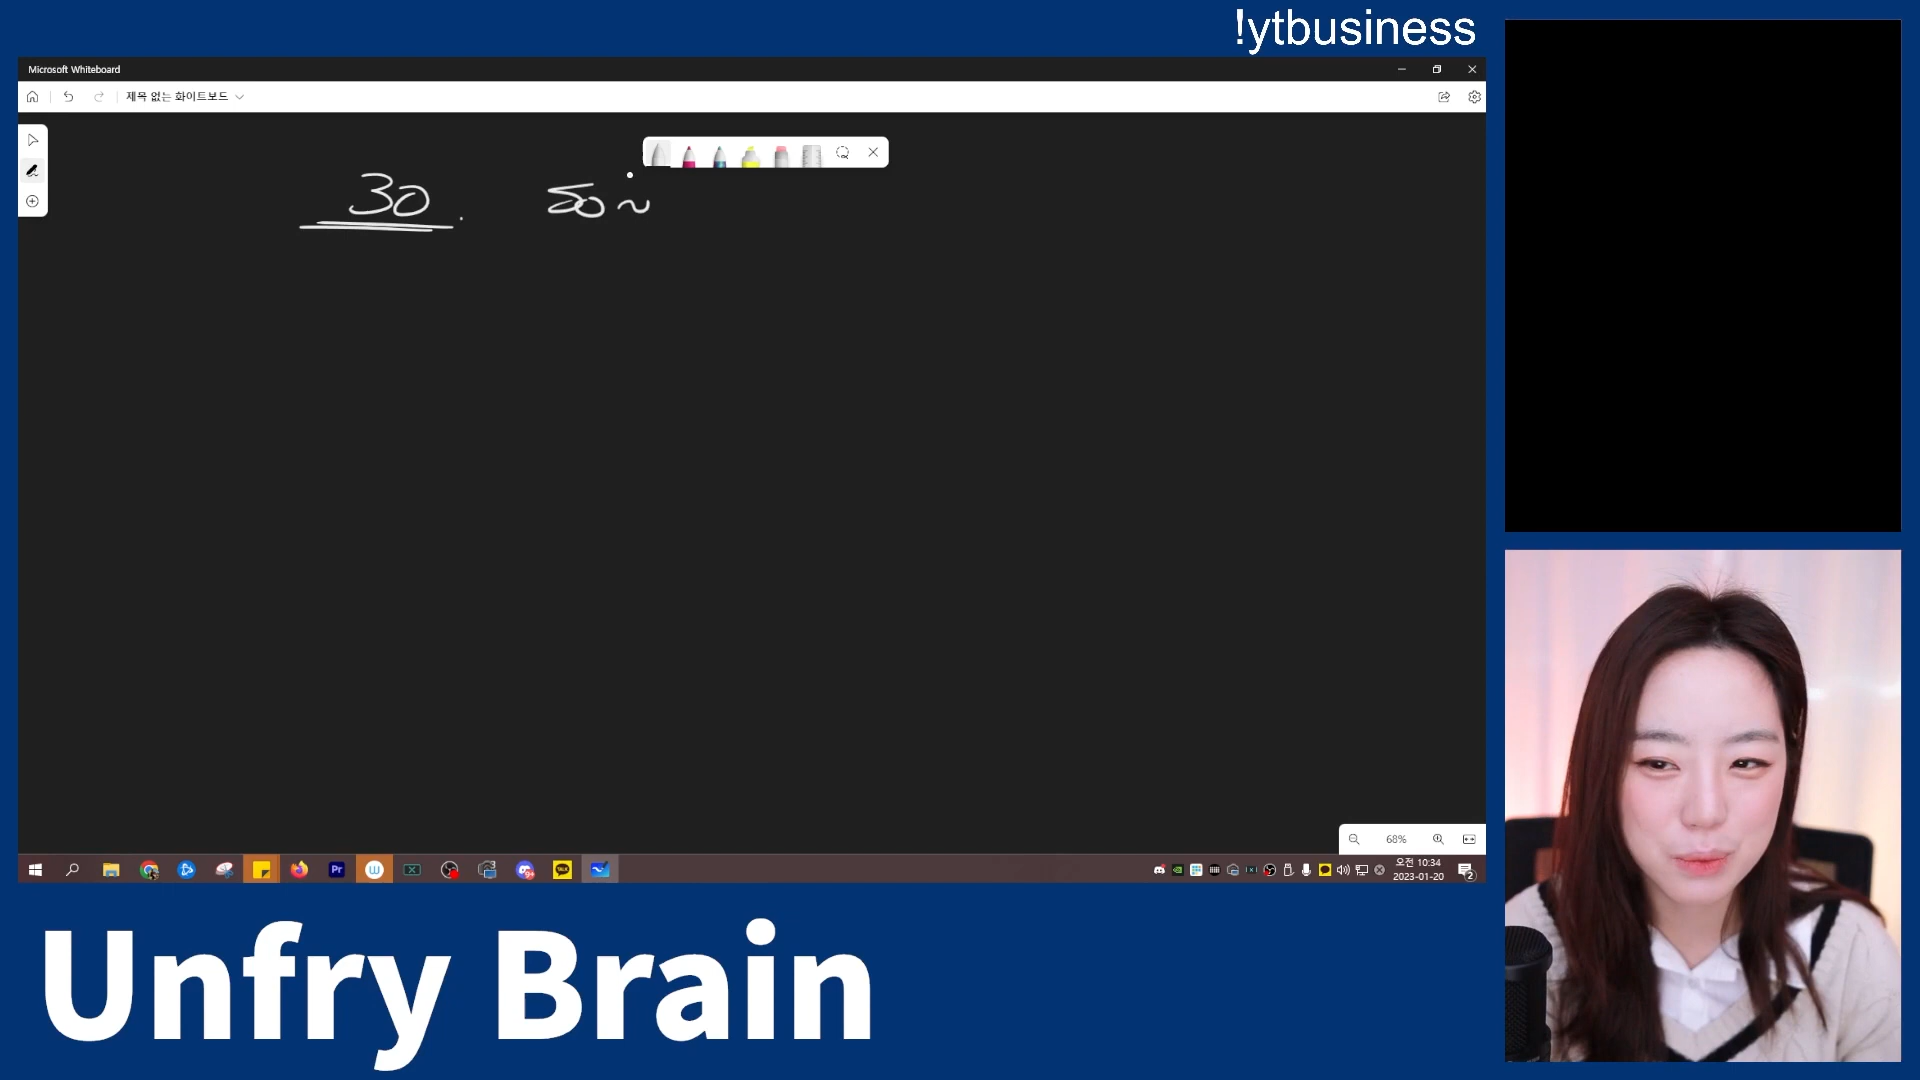 !ytbusiness
Microsoft Whiteboard
제목 없는 화이트보드
30 50~
68%
오전 10:34
2023-01-20
Unfry Brain